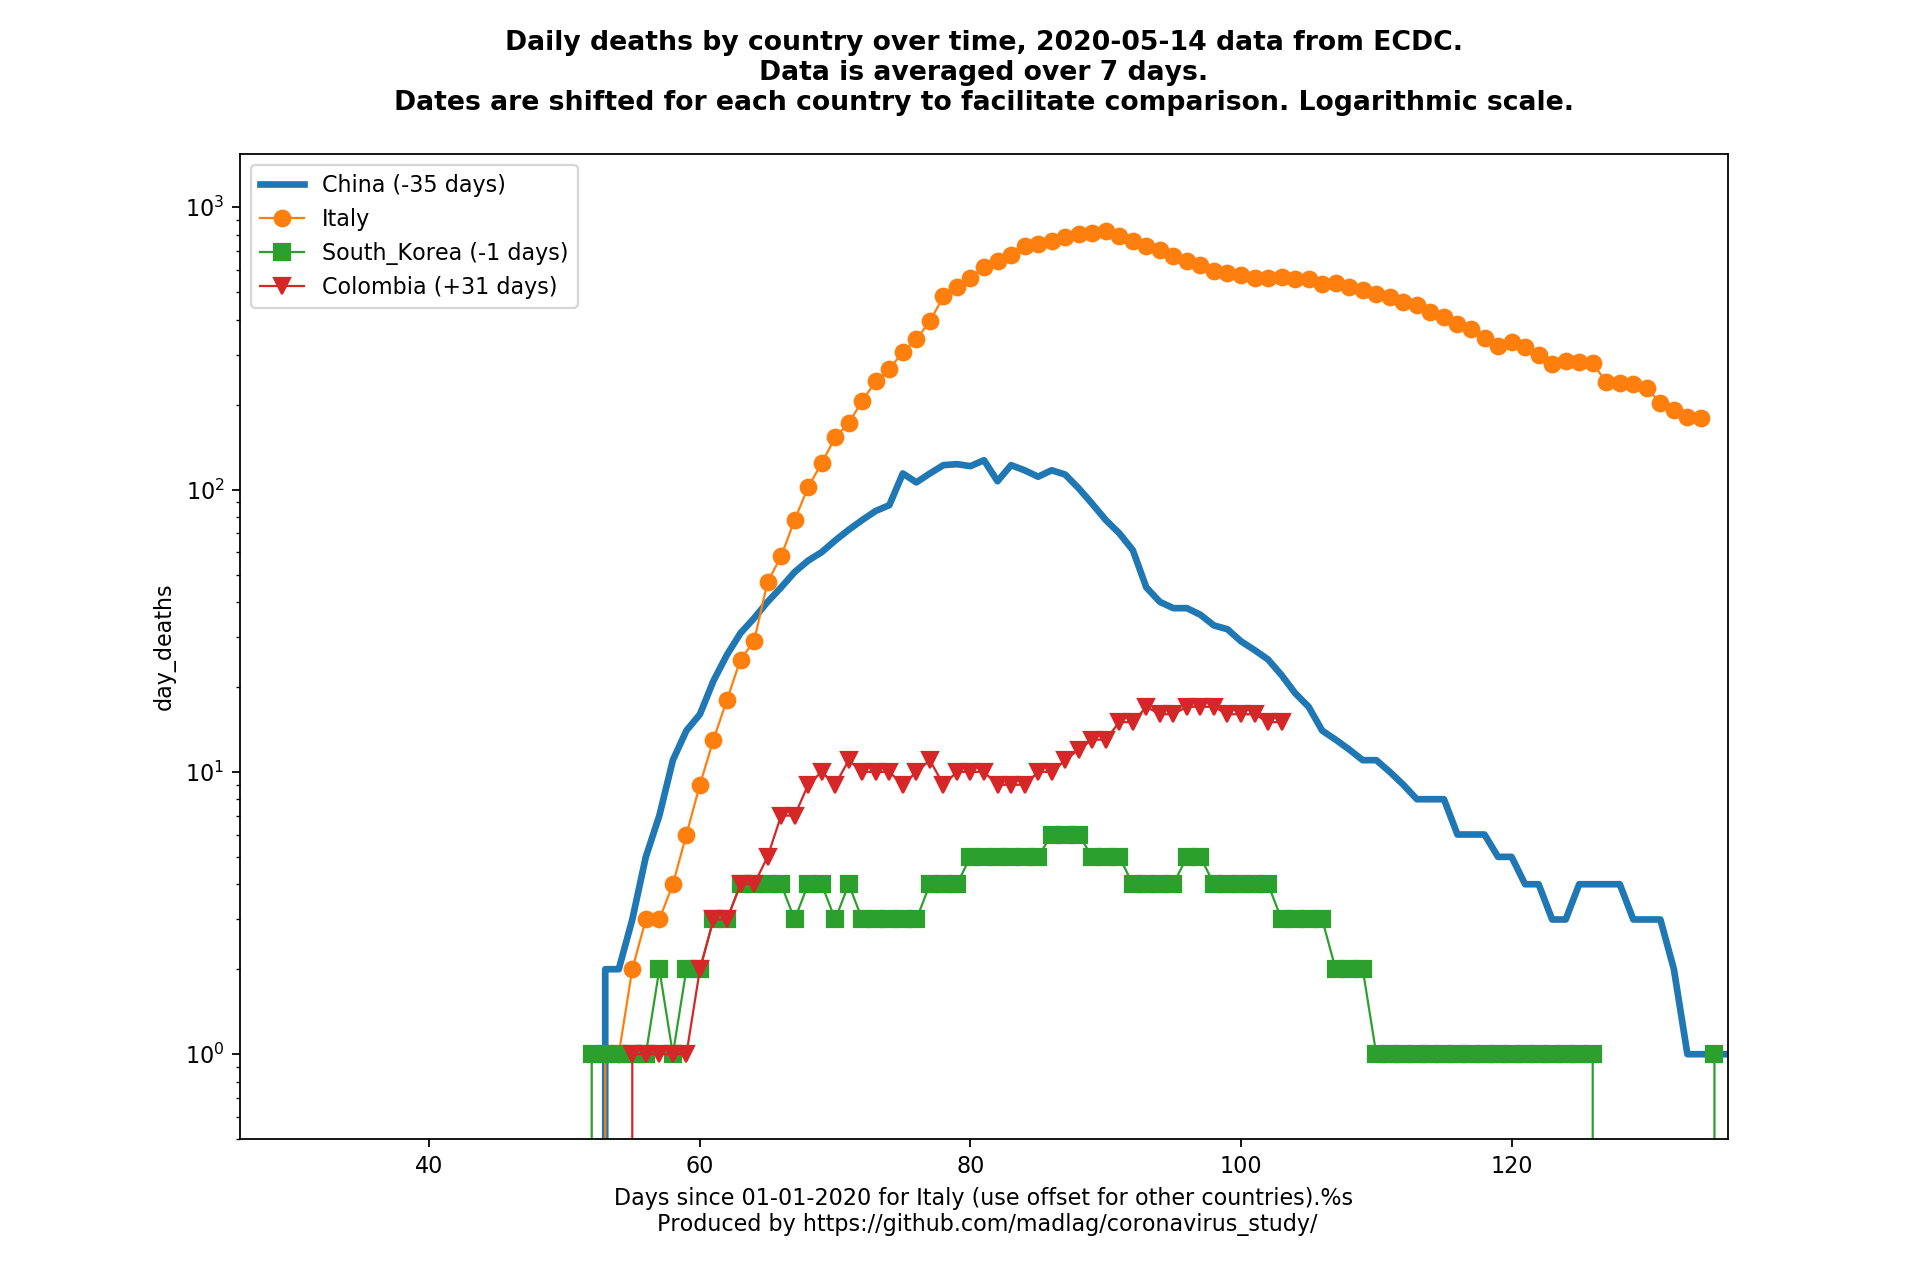 Daily deaths by country over time, 2020-05-14 data from ECDC.
Data is averaged over 7 days.
Dates are shifted for each country to facilitate comparison. Logarithmic scale.
China (-35 days)
Italy
South_Korea (-1 days)
Colombia (+31 days)
10³
10²
10¹
10⁰
day_deaths
40 60 80 100 120
Days since 01-01-2020 for Italy (use offset for other countries).%s
Produced by https://github.com/madlag/coronavirus_study/